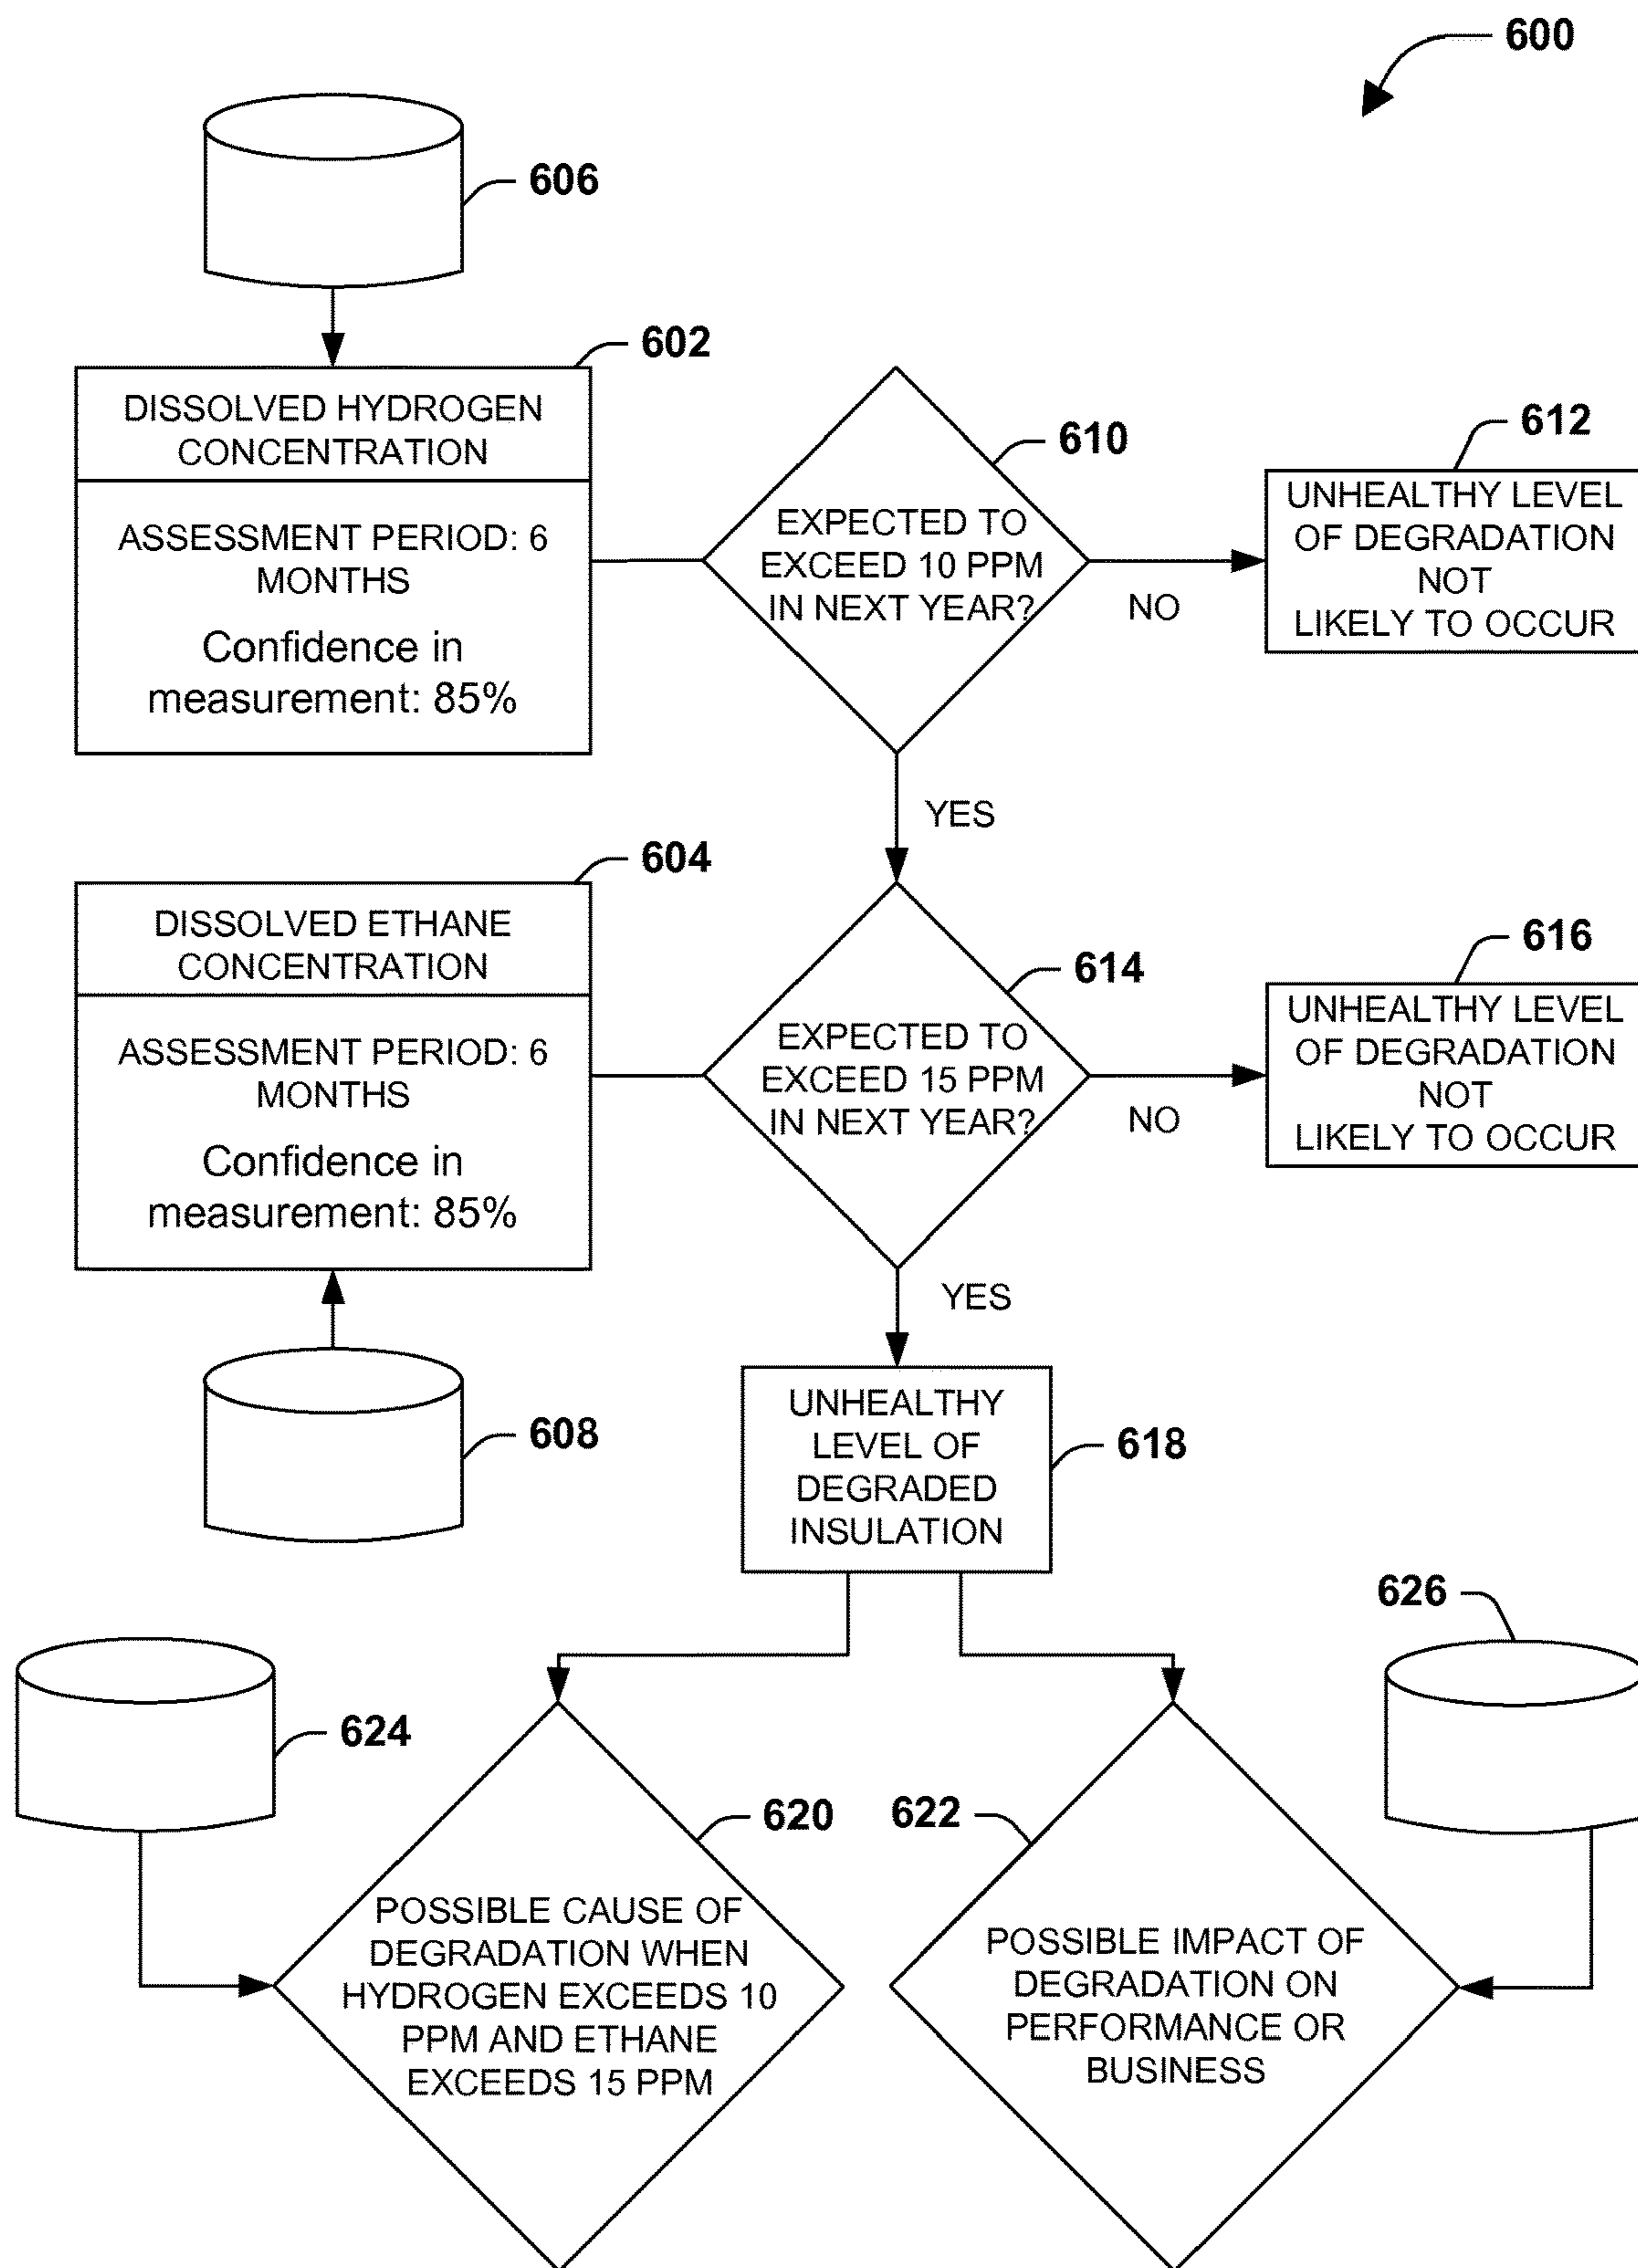 600
606
602
DISSOLVED HYDROGEN
CONCENTRATION
ASSESSMENT PERIOD: 6
MONTHS
Confidence in
measurement: 85%
610
EXPECTED TO
EXCEED 10 PPM
IN NEXT YEAR?
NO
612
UNHEALTHY LEVEL
OF DEGRADATION
NOT
LIKELY TO OCCUR
YES
604
DISSOLVED ETHANE
CONCENTRATION
ASSESSMENT PERIOD: 6
MONTHS
Confidence in
measurement: 85%
614
EXPECTED TO
EXCEED 15 PPM
IN NEXT YEAR?
NO
616
UNHEALTHY LEVEL
OF DEGRADATION
NOT
LIKELY TO OCCUR
YES
608
UNHEALTHY
LEVEL OF
DEGRADED
INSULATION
618
624
626
620
POSSIBLE CAUSE OF
DEGRADATION WHEN
HYDROGEN EXCEEDS 10
PPM AND ETHANE
EXCEEDS 15 PPM
622
POSSIBLE IMPACT OF
DEGRADATION ON
PERFORMANCE OR
BUSINESS